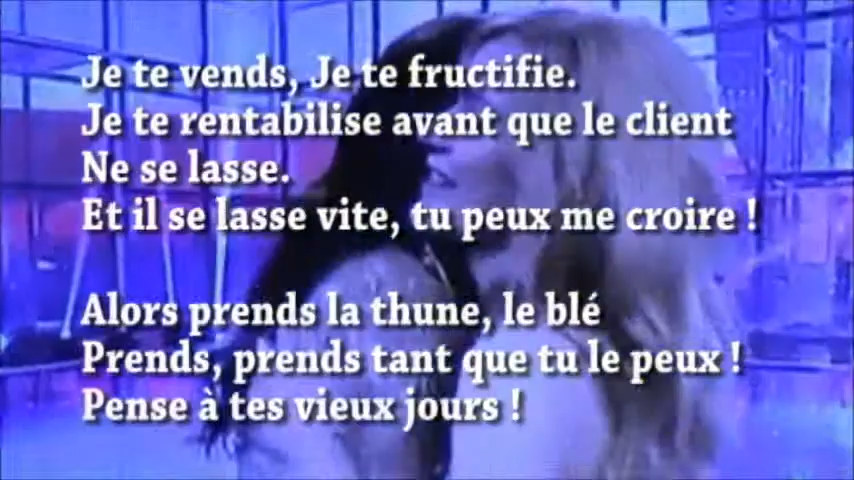 Je te vends, Je te fructifie.
Je te rentabilise avant que le client
Ne se lasse.
Et il se lasse vite, tu peux me croire !
Alors prends la thune, le blé
Prends, prends tant que tu le peux !
Pense à tes vieux jours !